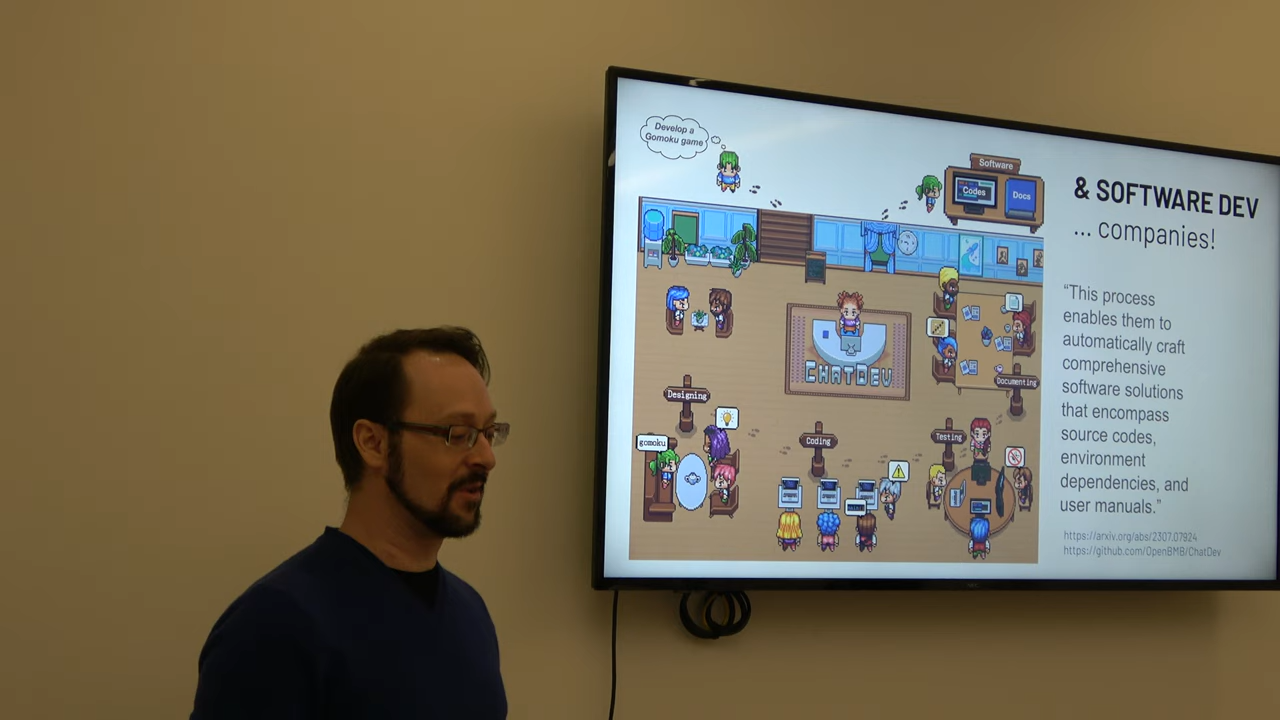 Develop a
Gomoku game
Software
Codes
Docs
& SOFTWARE DEV
... companies!
CHATDEV
Designing
Documenting
gomoku
Coding
Testing
“This process
enables them to
automatically craft
comprehensive
software solutions
that encompass
source codes,
environment
dependencies, and
user manuals.”
https://arxiv.org/abs/2307.07924
https://github.com/OpenBMB/ChatDev